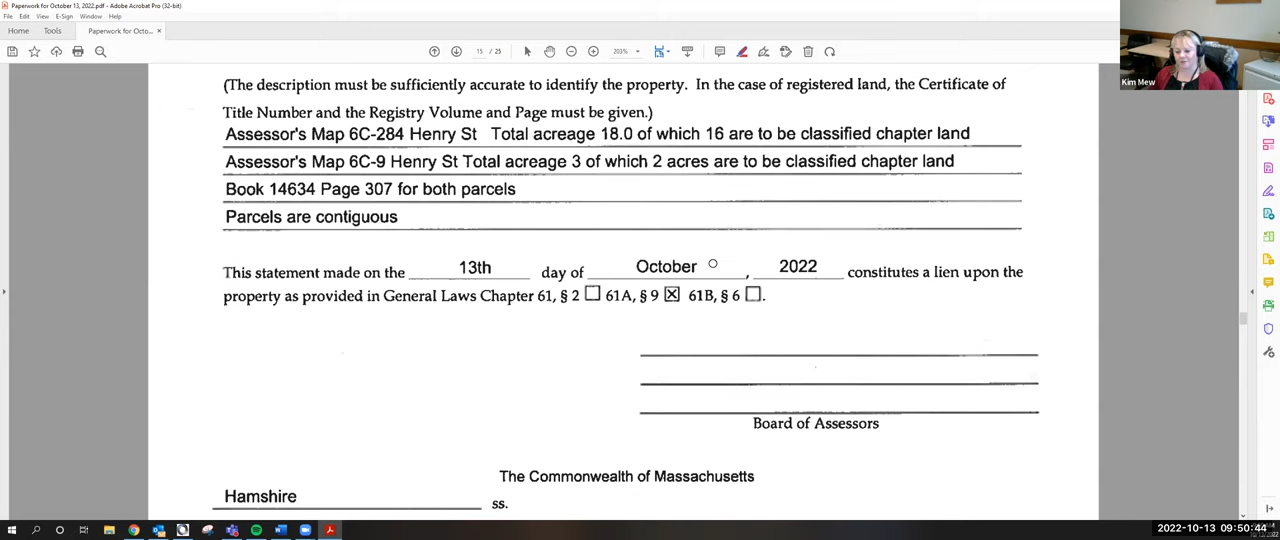 Paperwork for October 13, 2022.pdf - Adobe Acrobat Pro (32-bit)
File Edit View E-Sign Window Help
Home Tools Paperwork for Octo... ×
15 / 25 203%
Kim Mew
(The description must be sufficiently accurate to identify the property. In the case of registered land, the Certificate of
Title Number and the Registry Volume and Page must be given.)
Assessor's Map 6C-284 Henry St Total acreage 18.0 of which 16 are to be classified chapter land
Assessor's Map 6C-9 Henry St Total acreage 3 of which 2 acres are to be classified chapter land
Book 14634 Page 307 for both parcels
Parcels are contiguous
This statement made on the 13th day of October , 2022 constitutes a lien upon the
property as provided in General Laws Chapter 61, § 2 61A, § 9 61B, § 6 .
Board of Assessors
The Commonwealth of Massachusetts
Hamshire ss.
2022-10-13 09:50:44